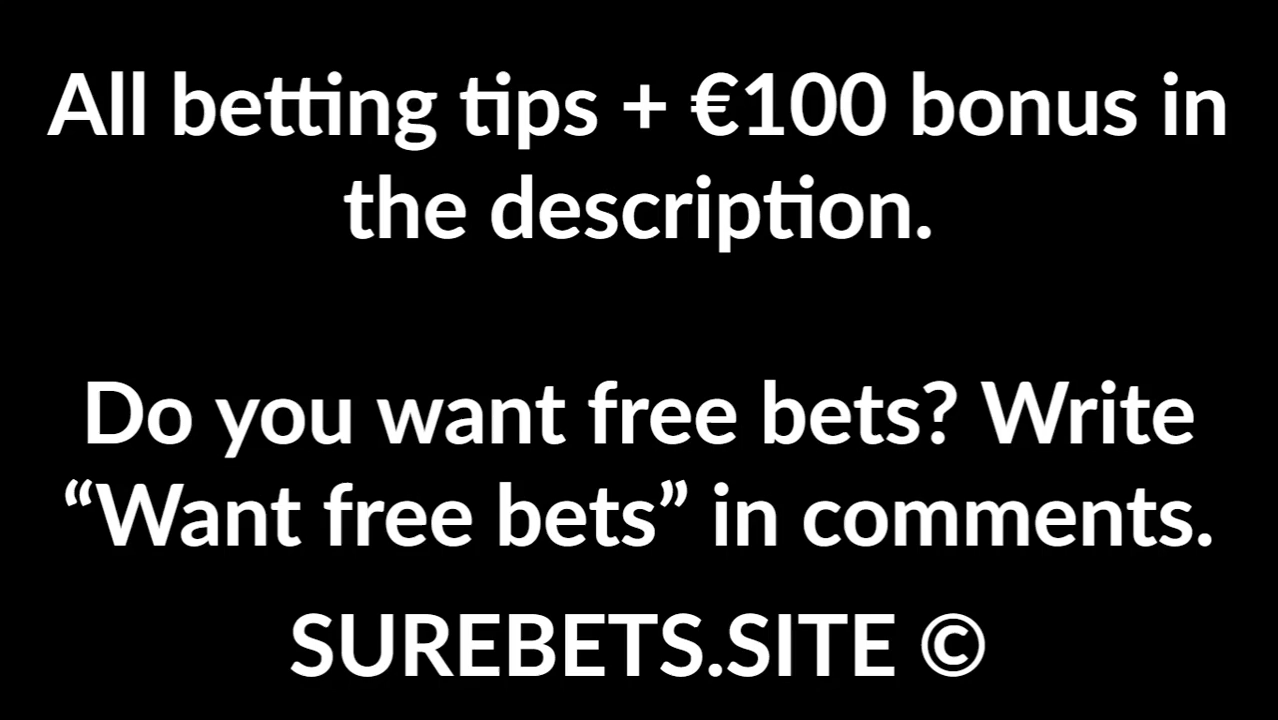 All betting tips + €100 bonus in
the description.
Do you want free bets? Write
“Want free bets” in comments.
SUREBETS.SITE ©